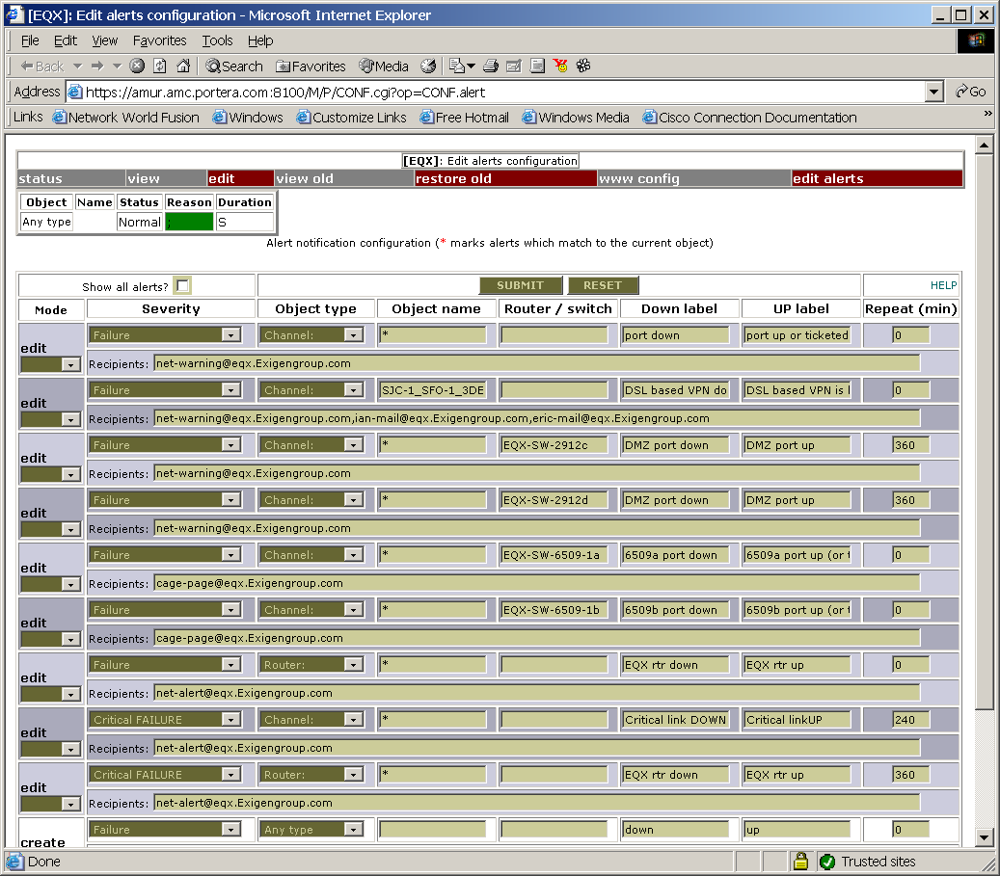 [EQX]: Edit alerts configuration - Microsoft Internet Explorer
File Edit View Favorites Tools Help
Back Search Favorites Media
Address https://amur.amc.portera.com:8100/M/P/CONF.cgi?op=CONF.alert Go
Links Network World Fusion Windows Customize Links Free Hotmail Windows Media Cisco Connection Documentation »
[EQX]: Edit alerts configuration
status view edit view old restore old www config edit alerts
Object Name Status Reason Duration
Any type Normal ; S
Alert notification configuration (* marks alerts which match to the current object)
Show all alerts? SUBMIT RESET HELP
Mode Severity Object type Object name Router / switch Down label UP label Repeat (min)
edit Failure Channel: * port down port up or ticketed 0
Recipients: net-warning@eqx.Exigengroup.com
edit Failure Channel: SJC-1_SFO-1_3DE DSL based VPN do DSL based VPN is l 0
Recipients: net-warning@eqx.Exigengroup.com,ian-mail@eqx.Exigengroup.com,eric-mail@eqx.Exigengroup.com
edit Failure Channel: * EQX-SW-2912c DMZ port down DMZ port up 360
Recipients: net-warning@eqx.Exigengroup.com
edit Failure Channel: * EQX-SW-2912d DMZ port down DMZ port up 360
Recipients: net-warning@eqx.Exigengroup.com
edit Failure Channel: * EQX-SW-6509-1a 6509a port down 6509a port up (or t 0
Recipients: cage-page@eqx.Exigengroup.com
edit Failure Channel: * EQX-SW-6509-1b 6509b port down 6509b port up (or t 0
Recipients: cage-page@eqx.Exigengroup.com
edit Failure Router: * EQX rtr down EQX rtr up 0
Recipients: net-alert@eqx.Exigengroup.com
edit Critical FAILURE Channel: * Critical link DOWN Critical linkUP 240
Recipients: net-alert@eqx.Exigengroup.com
edit Critical FAILURE Router: * EQX rtr down EQX rtr up 360
Recipients: net-alert@eqx.Exigengroup.com
create Failure Any type down up 0
Done Trusted sites